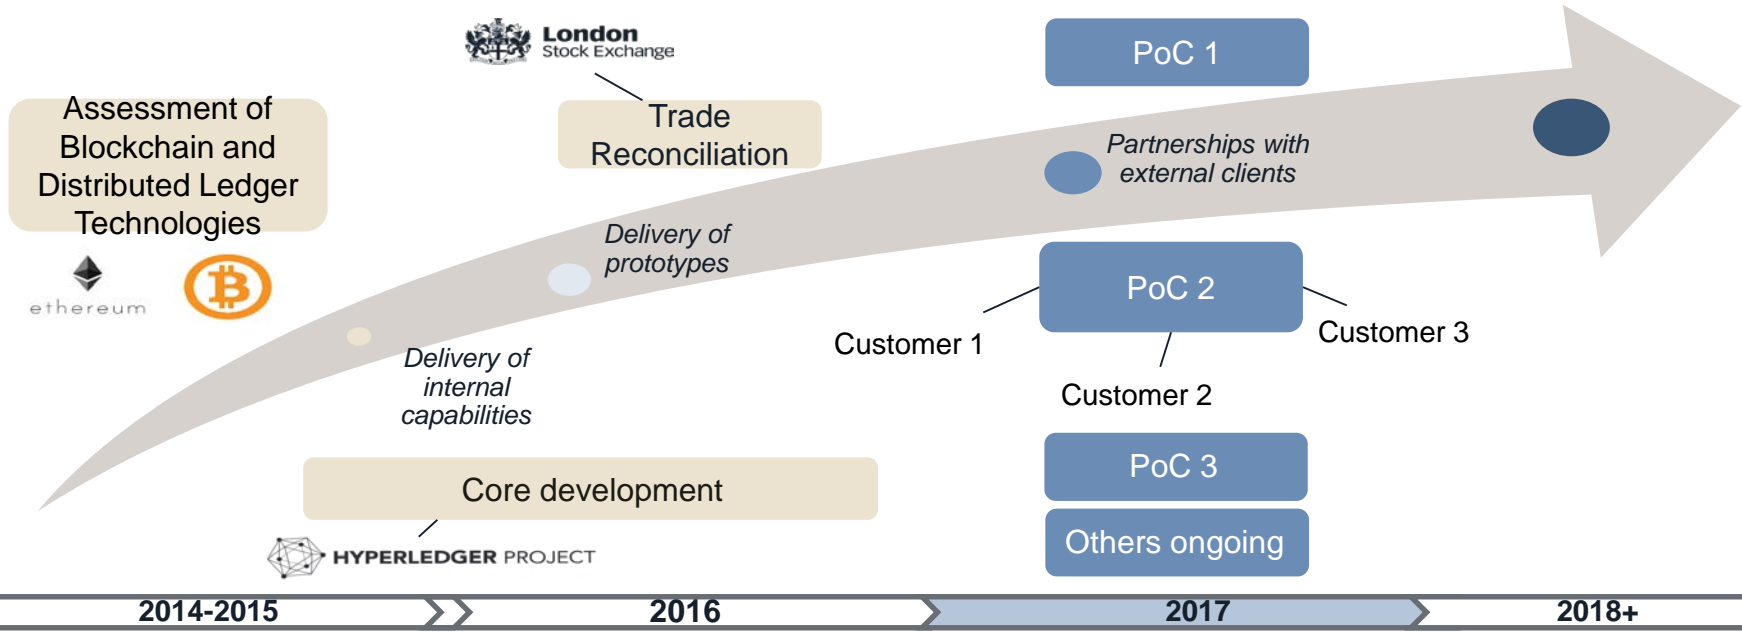 London
Stock Exchange
PoC 1
Assessment of
Blockchain and
Distributed Ledger
Technologies
Trade
Reconciliation
Partnerships with
external clients
ethereum
Delivery of
prototypes
PoC 2
Customer 1
Customer 2
Customer 3
Delivery of
internal
capabilities
PoC 3
Core development
HYPERLEDGER PROJECT
Others ongoing
2014-2015
2016
2017
2018+